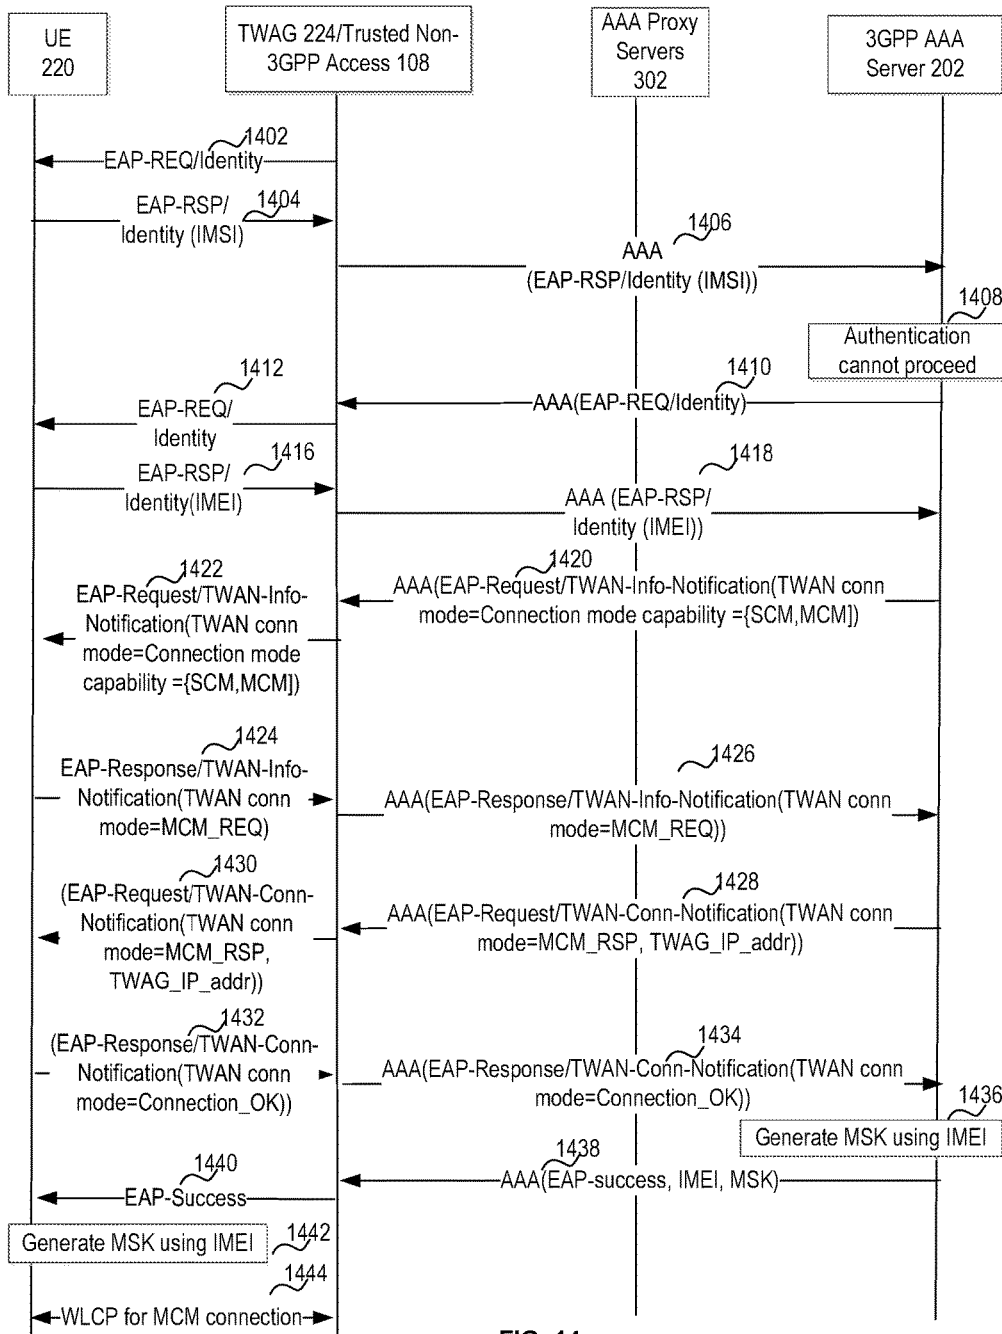 UE
220
TWAG 224/Trusted Non-
3GPP Access 108
AAA Proxy
Servers
302
3GPP AAA
Server 202
1402
EAP-REQ/Identity
1404
EAP-RSP/
Identity (IMSI)
1406
AAA
(EAP-RSP/Identity (IMSI))
1408
Authentication
cannot proceed
1410
AAA(EAP-REQ/Identity)
1412
EAP-REQ/
Identity
1416
EAP-RSP/
Identity(IMEI)
1418
AAA (EAP-RSP/
Identity (IMEI))
1420
AAA(EAP-Request/TWAN-Info-Notification(TWAN conn
mode=Connection mode capability ={SCM,MCM])
1422
EAP-Request/TWAN-Info-
Notification(TWAN conn
mode=Connection mode
capability ={SCM,MCM])
1424
EAP-Response/TWAN-Info-
Notification(TWAN conn
mode=MCM_REQ)
1426
AAA(EAP-Response/TWAN-Info-Notification(TWAN conn
mode=MCM_REQ))
1428
AAA(EAP-Request/TWAN-Conn-Notification(TWAN conn
mode=MCM_RSP, TWAG_IP_addr))
1430
(EAP-Request/TWAN-Conn-
Notification(TWAN conn
mode=MCM_RSP,
TWAG_IP_addr))
1432
(EAP-Response/TWAN-Conn-
Notification(TWAN conn
mode=Connection_OK))
1434
AAA(EAP-Response/TWAN-Conn-Notification(TWAN conn
mode=Connection_OK))
1436
Generate MSK using IMEI
1438
AAA(EAP-success, IMEI, MSK)
1440
EAP-Success
Generate MSK using IMEI
1442
1444
WLCP for MCM connection
FIG. 14